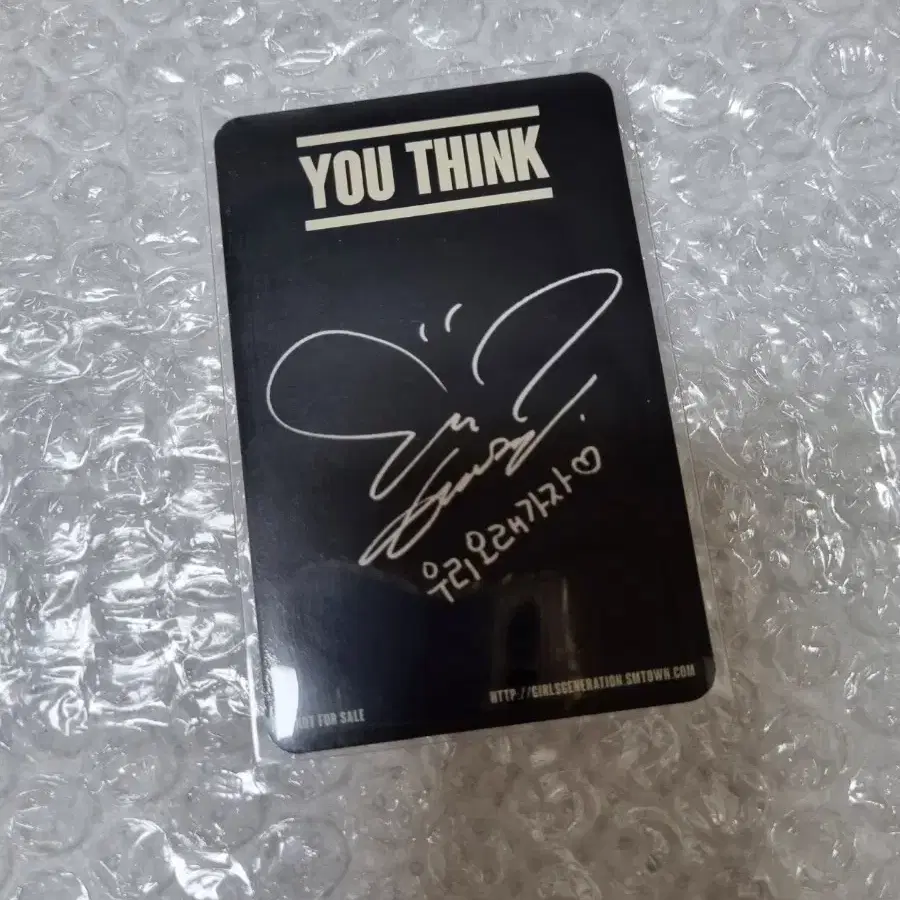 YOU THINK
우리 오래가자♡
NOT FOR SALE
HTTP://GIRLSGENERATION.SMTOWN.COM